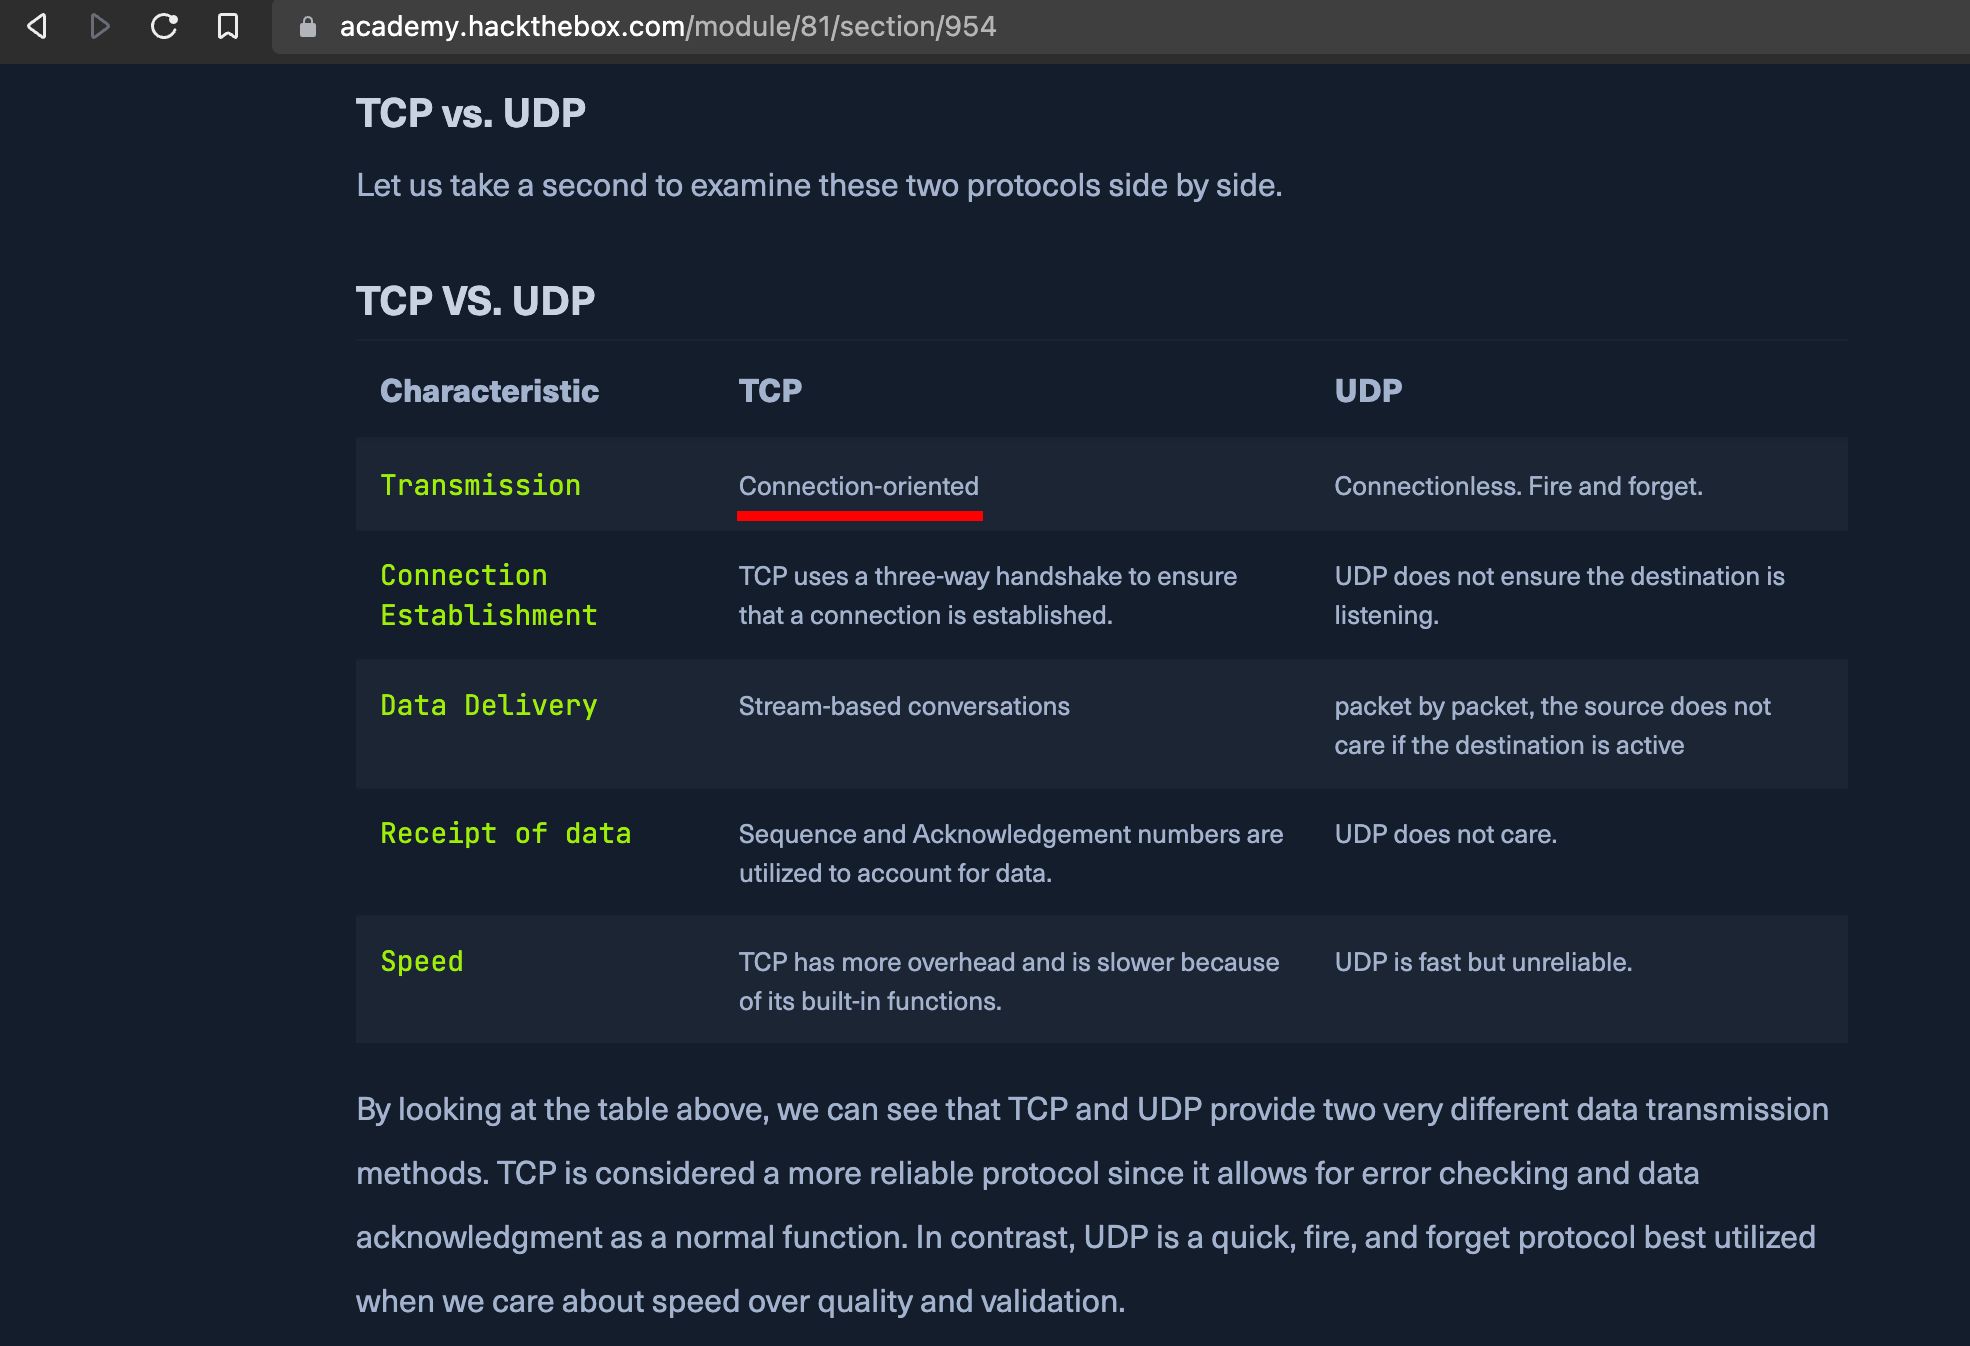 academy.hackthebox.com/module/81/section/954
TCP vs. UDP
Let us take a second to examine these two protocols side by side.
TCP VS. UDP
Characteristic TCP UDP
Transmission Connection-oriented Connectionless. Fire and forget.
Connection TCP uses a three-way handshake to ensure UDP does not ensure the destination is
Establishment that a connection is established. listening.
Data Delivery Stream-based conversations packet by packet, the source does not
care if the destination is active
Receipt of data Sequence and Acknowledgement numbers are UDP does not care.
utilized to account for data.
Speed TCP has more overhead and is slower because UDP is fast but unreliable.
of its built-in functions.
By looking at the table above, we can see that TCP and UDP provide two very different data transmission
methods. TCP is considered a more reliable protocol since it allows for error checking and data
acknowledgment as a normal function. In contrast, UDP is a quick, fire, and forget protocol best utilized
when we care about speed over quality and validation.